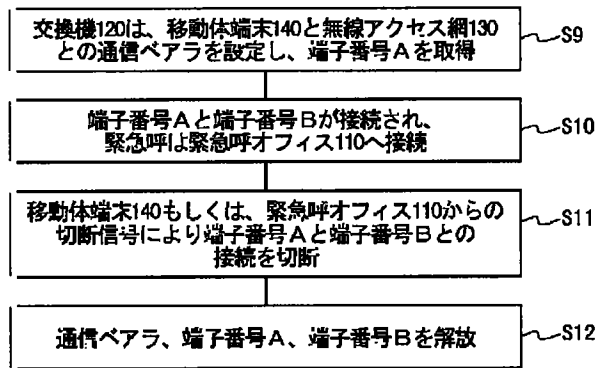 交換機120は、移動体端末140と無線アクセス網130
との通信ベアラを設定し、端子番号Aを取得
S9
端子番号Aと端子番号Bが接続され、
緊急呼は緊急呼オフィス110へ接続
S10
移動体端末140もしくは、緊急呼オフィス110からの
切断信号により端子番号Aと端子番号Bとの
接続を切断
S11
通信ベアラ、端子番号A、端子番号Bを解放
S12